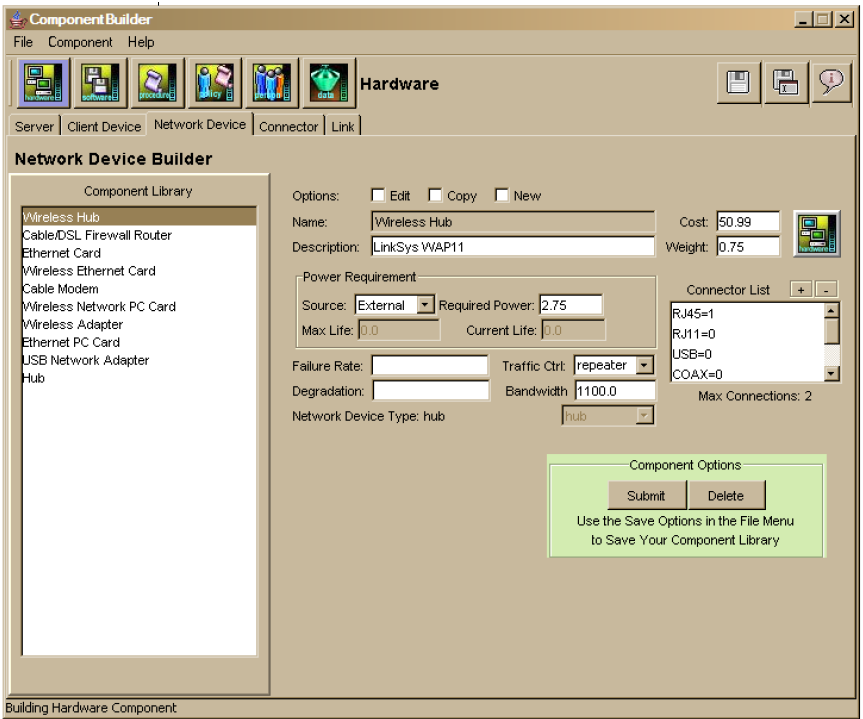 ComponentBuilder
File Component Help
hardware software procedure policy people data Hardware
Server Client Device Network Device Connector Link
Network Device Builder
Component Library
Wireless Hub
Cable/DSL Firewall Router
Ethernet Card
Wireless Ethernet Card
Cable Modem
Wireless Network PC Card
Wireless Adapter
Ethernet PC Card
USB Network Adapter
Hub
Options: Edit Copy New
Name: Wireless Hub Cost: 50.99
Description: LinkSys WAP11 Weight: 0.75
hardware
Power Requirement
Source: External Required Power: 2.75
Max Life: 0.0 Current Life: 0.0
Connector List + -
RJ45=1
RJ11=0
USB=0
COAX=0
Max Connections: 2
Failure Rate: Traffic Ctrl: repeater
Degradation: Bandwidth 1100.0
Network Device Type: hub hub
Component Options
Submit Delete
Use the Save Options in the File Menu
to Save Your Component Library
Building Hardware Component